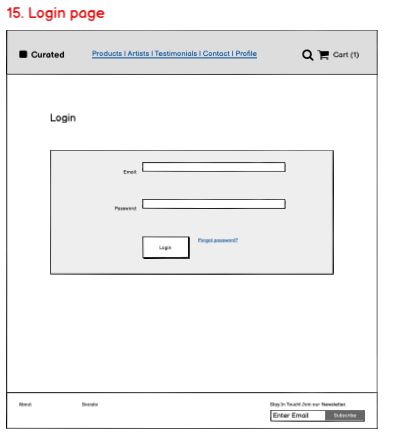 15. Login page
Curated
Products | Artists | Testimonials | Contact | Profile
Cart (1)
Login
Email
Password
Login
Forgot password?
About
Socials
Stay In Touch! Join our Newsletter
Enter Email
Subscribe